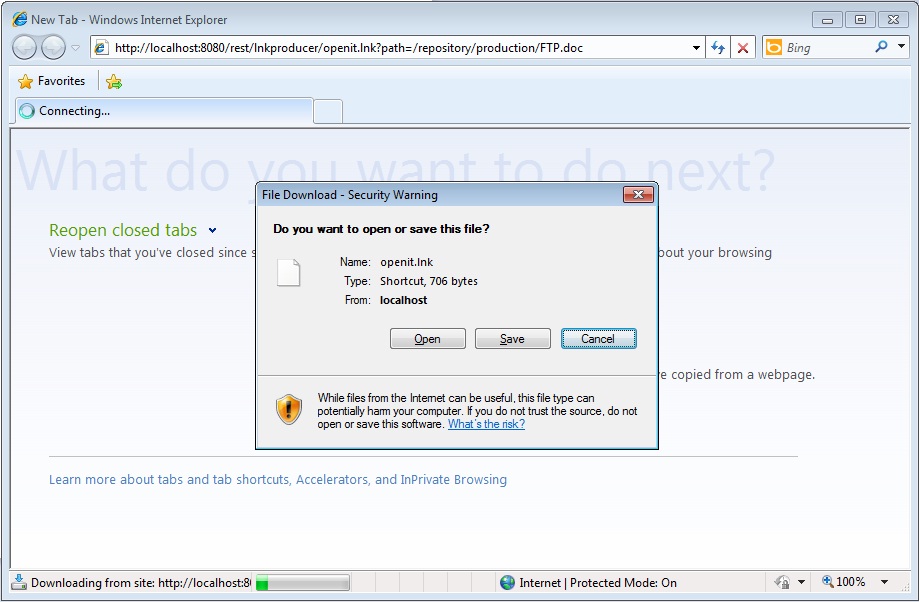 New Tab - Windows Internet Explorer
http://localhost:8080/rest/lnkproducer/openit.lnk?path=/repository/production/FTP.doc
Bing
Favorites
Connecting...
What do you want to do next?
Reopen closed tabs
View tabs that you've closed since s
bout your browsing
File Download - Security Warning
Do you want to open or save this file?
Name: openit.lnk
Type: Shortcut, 706 bytes
From: localhost
Open Save Cancel
e copied from a webpage.
While files from the Internet can be useful, this file type can
potentially harm your computer. If you do not trust the source, do not
open or save this software. What's the risk?
Learn more about tabs and tab shortcuts, Accelerators, and InPrivate Browsing
Downloading from site: http://localhost:8
Internet | Protected Mode: On
100%